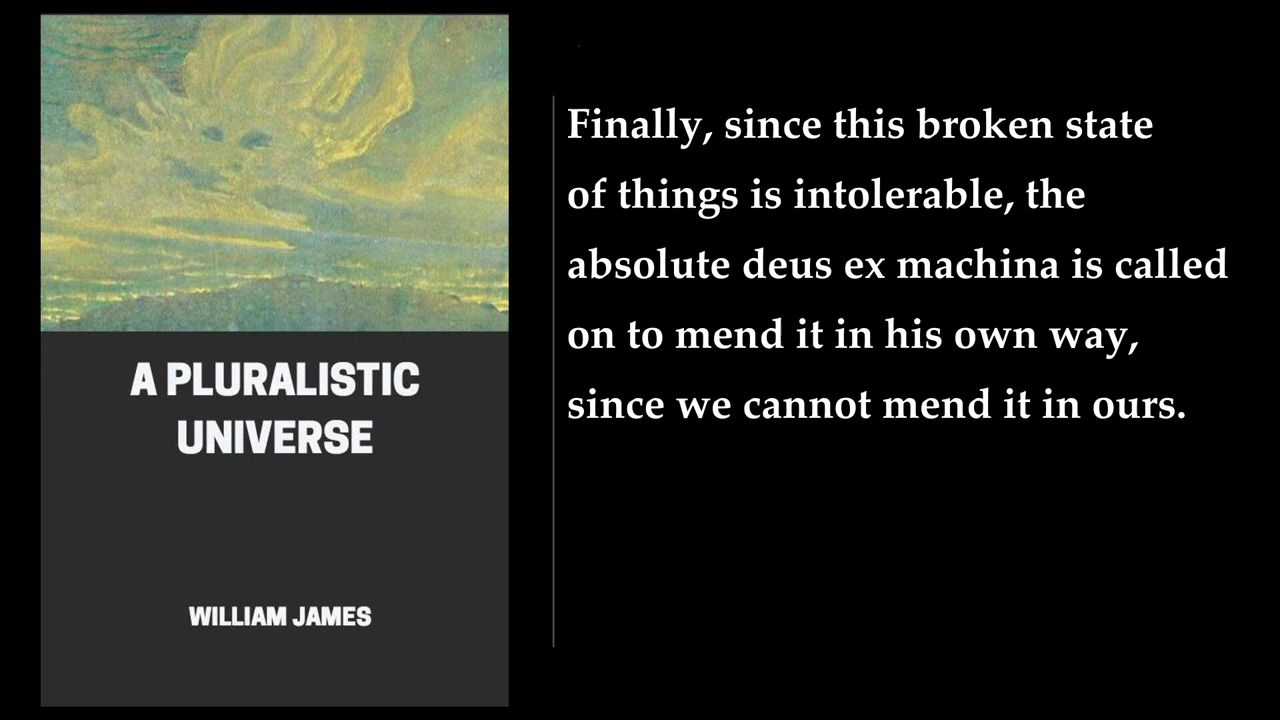 A PLURALISTIC
UNIVERSE
WILLIAM JAMES
Finally, since this broken state
of things is intolerable, the
absolute deus ex machina is called
on to mend it in his own way,
since we cannot mend it in ours.